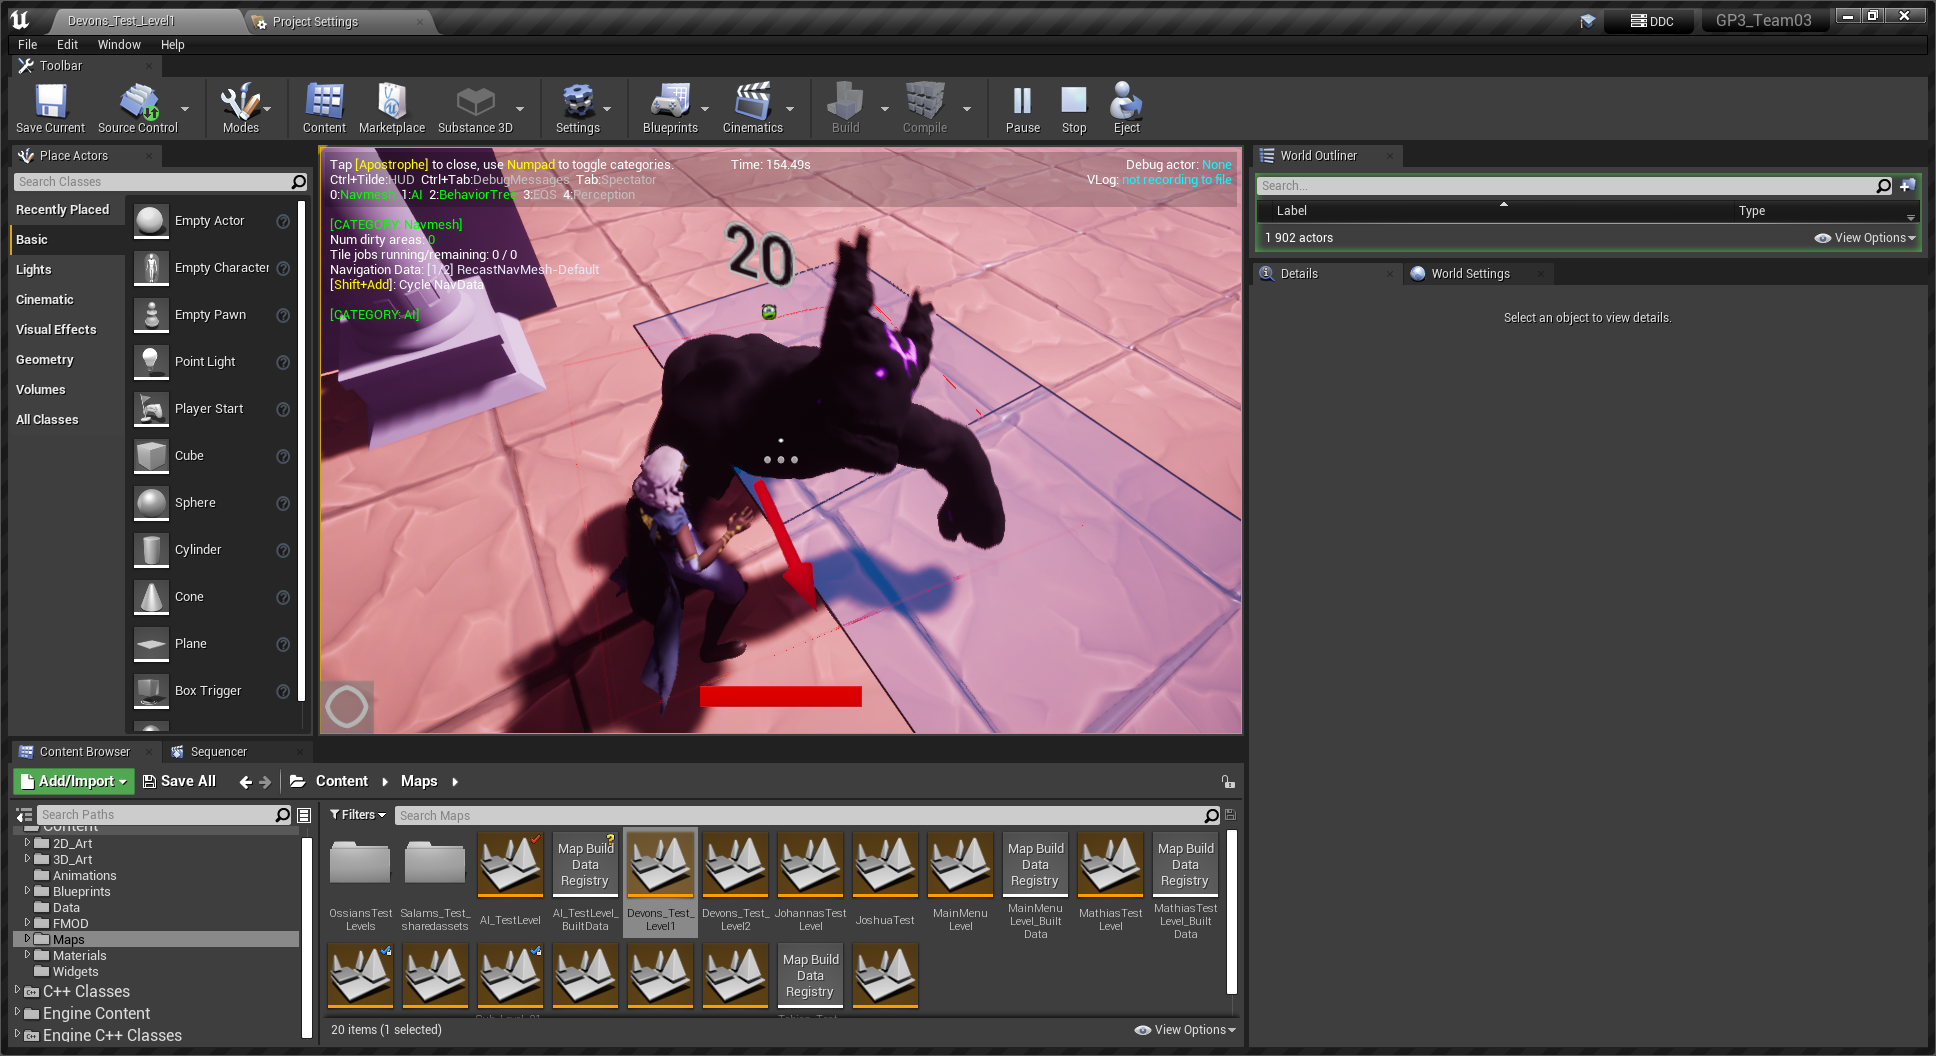 Devons_Test_Level1
Project Settings
DDC
GP3_Team03
File Edit Window Help
Toolbar
Save Current
Source Control
Modes
Content
Marketplace
Substance 3D
Settings
Blueprints
Cinematics
Build
Compile
Pause
Stop
Eject
Place Actors
Search Classes
Recently Placed
Basic
Lights
Cinematic
Visual Effects
Geometry
Volumes
All Classes
Empty Actor
Empty Character
Empty Pawn
Point Light
Player Start
Cube
Sphere
Cylinder
Cone
Plane
Box Trigger
Tap [Apostrophe] to close, use Numpad to toggle categories.
Time: 154.49s
Debug actor: None
Ctrl+Tilde:HUD Ctrl+Tab:DebugMessages Tab:Spectator
VLog: not recording to file
0:Navmesh 1:AI 2:BehaviorTree 3:EQS 4:Perception
[CATEGORY: Navmesh]
Num dirty areas: 0
Tile jobs running/remaining: 0 / 0
Navigation Data: [1/2] RecastNavMesh-Default
[Shift+Add]: Cycle NavData
[CATEGORY: AI]
20
World Outliner
Search...
Label
Type
1 902 actors
View Options
Details
World Settings
Select an object to view details.
Content Browser
Sequencer
Add/Import
Save All
Content
Maps
Search Paths
Content
2D_Art
3D_Art
Animations
Blueprints
Data
FMOD
Maps
Materials
Widgets
C++ Classes
Engine Content
Engine C++ Classes
Filters
Search Maps
OssiansTest
Levels
Salams_Test_
sharedassets
AI_TestLevel
Map Build
Data
Registry
AI_TestLevel_
BuiltData
Devons_Test_
Level1
Devons_Test_
Level2
JohannasTest
Level
JoshuaTest
MainMenu
Level
Map Build
Data
Registry
MainMenu
Level_Built
Data
MathiasTest
Level
Map Build
Data
Registry
MathiasTest
Level_Built
Data
Map Build
Data
Registry
20 items (1 selected)
View Options